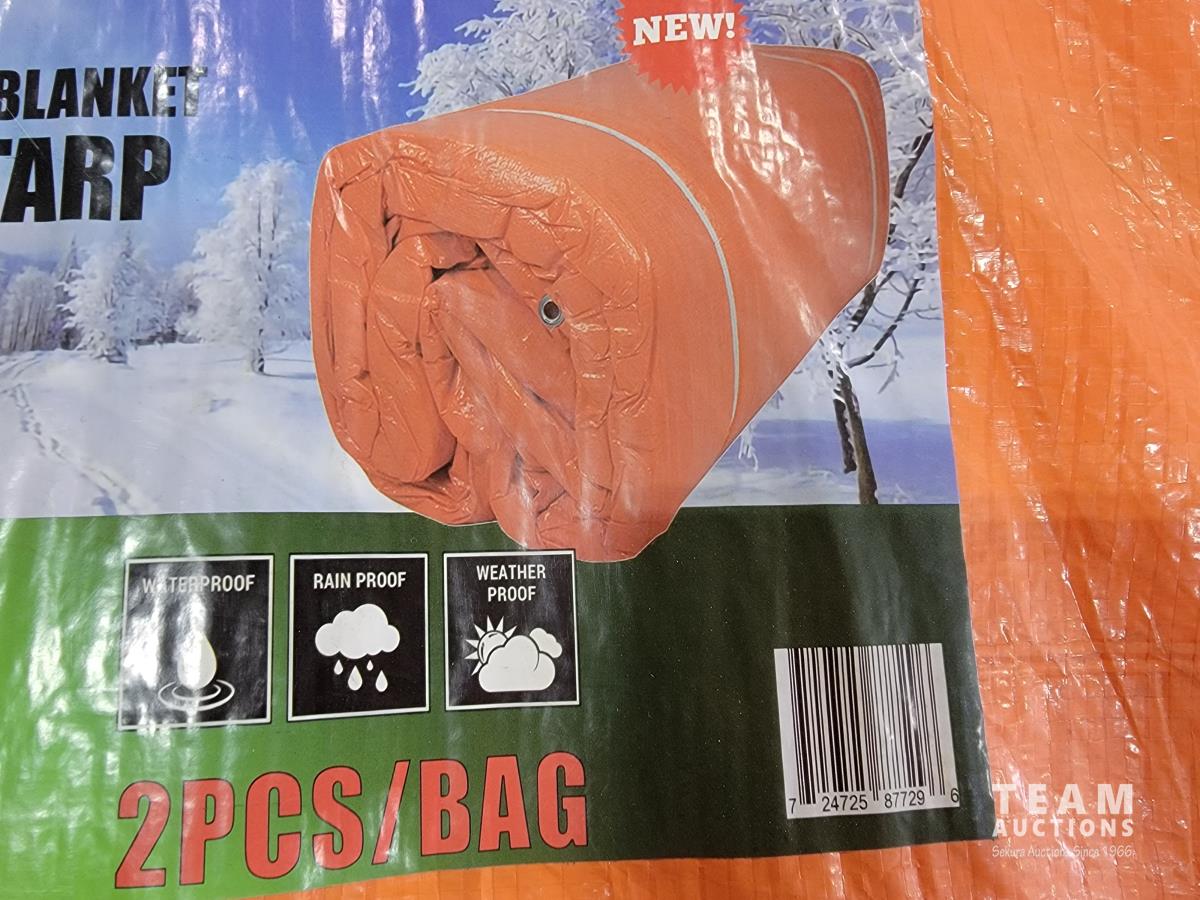 NEW!
BLANKET
TARP
WATERPROOF
RAIN PROOF
WEATHER
PROOF
2PCS/BAG
7 24725 87729 6
TEAM
AUCTIONS
Sekura Auctions Since 1966